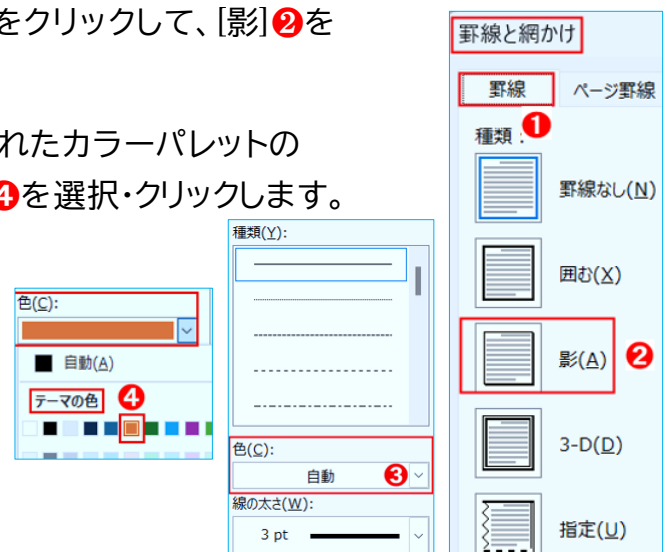 をクリックして、[影]❷を
れたカラーパレットの
❹を選択・クリックします。
罫線と網かけ
罫線
ページ罫線
❶
種類：
罫線なし(N)
囲む(X)
影(A)
❷
3-D(D)
指定(U)
種類(Y):
色(C):
自動
❸
線の太さ(W):
3 pt
色(C):
自動(A)
テーマの色
❹